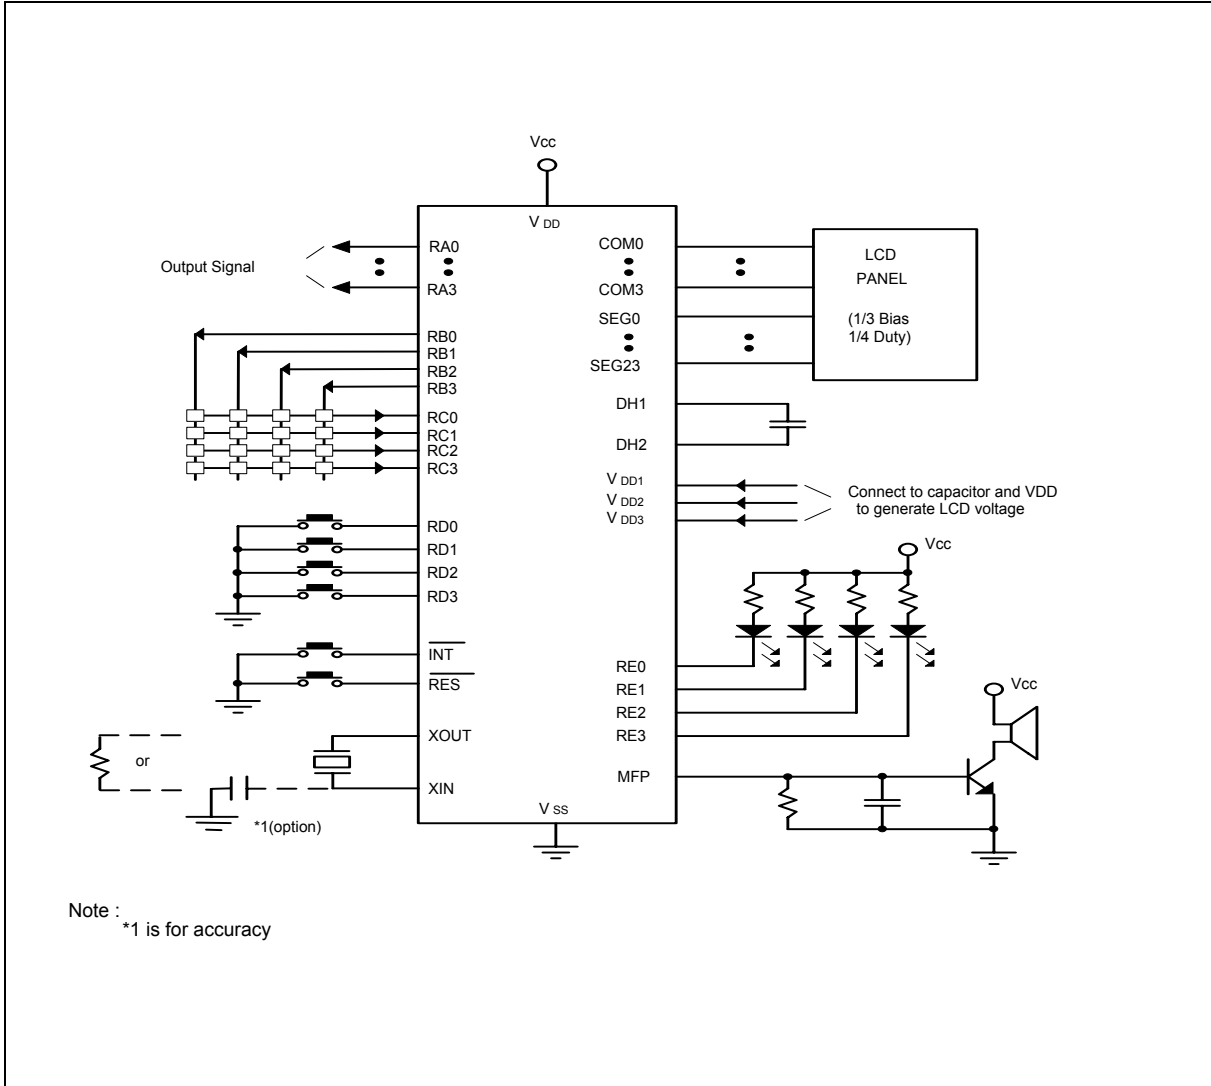 Vcc
V DD
RA0
RA3
Output Signal
RB0
RB1
RB2
RB3
RC0
RC1
RC2
RC3
RD0
RD1
RD2
RD3
INT
RES
XOUT
XIN
or
*1(option)
V SS
COM0
COM3
SEG0
SEG23
LCD
PANEL
(1/3 Bias
1/4 Duty)
DH1
DH2
V DD1
V DD2
V DD3
Connect to capacitor and VDD
to generate LCD voltage
Vcc
RE0
RE1
RE2
RE3
MFP
Vcc
Note :
*1 is for accuracy